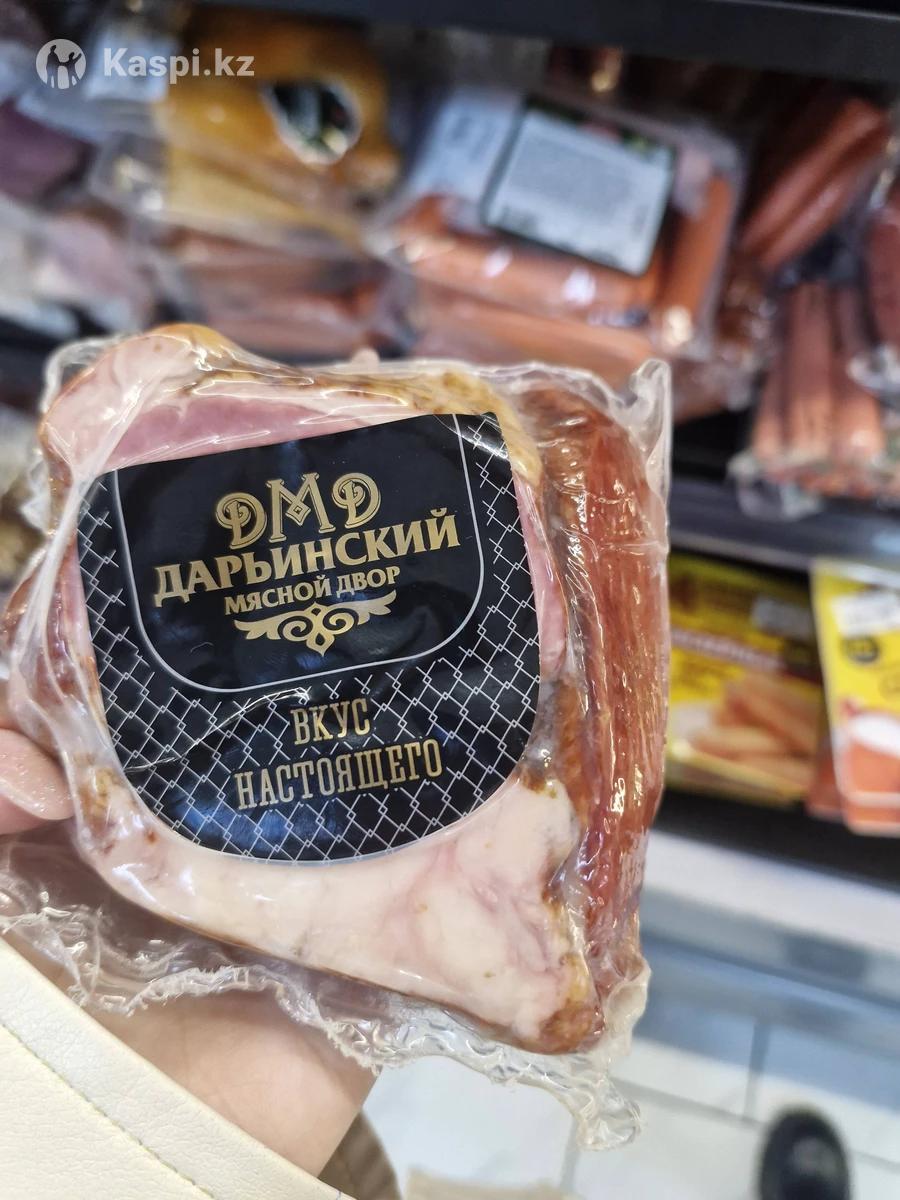 Kaspi.kz
DMD
ДАРЬИНСКИЙ
МЯСНОЙ ДВОР
ВКУС
НАСТОЯЩЕГО